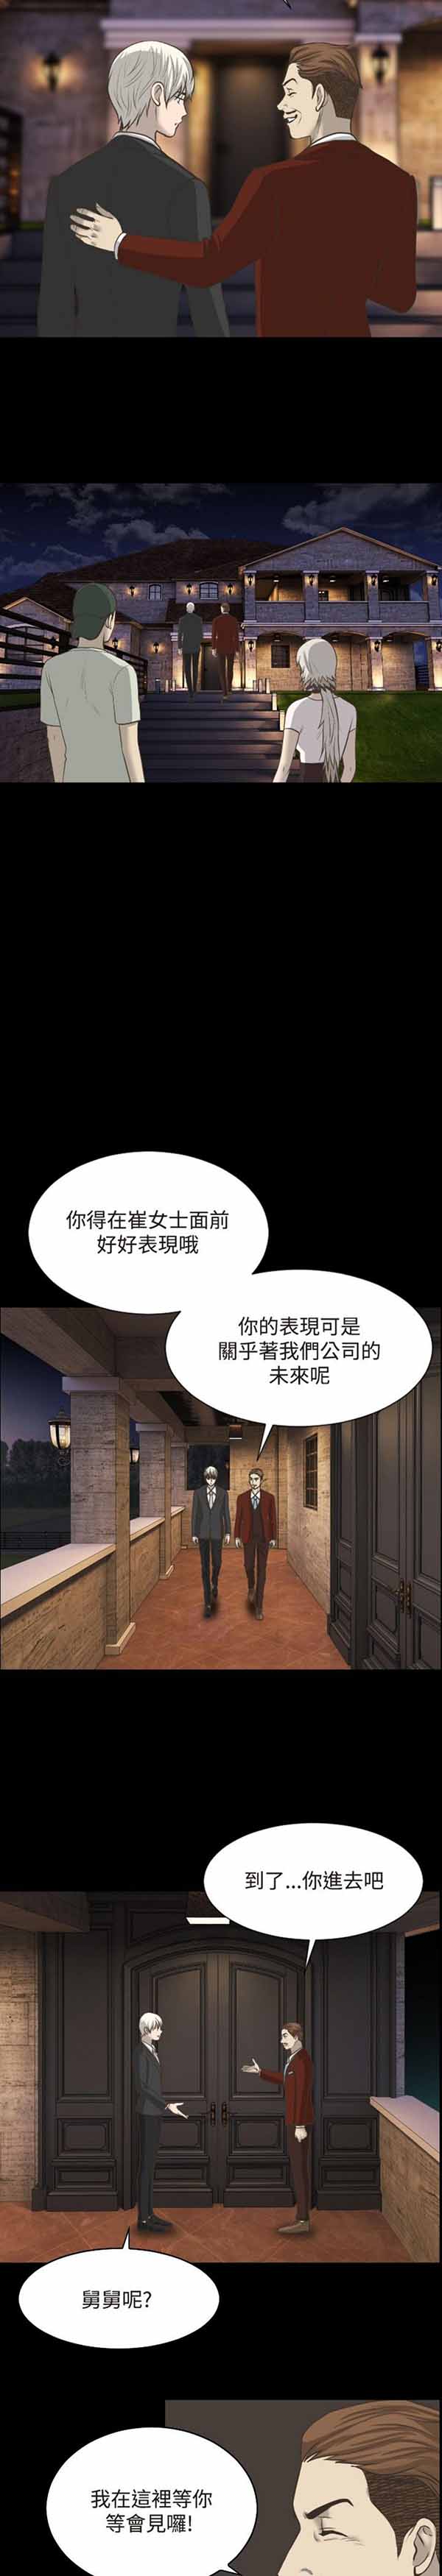 你得在崔女士面前
好好表現哦
你的表現可是
關乎著我們公司的
未來呢
到了...你進去吧
舅舅呢?
我在這裡等你
等會見囉!